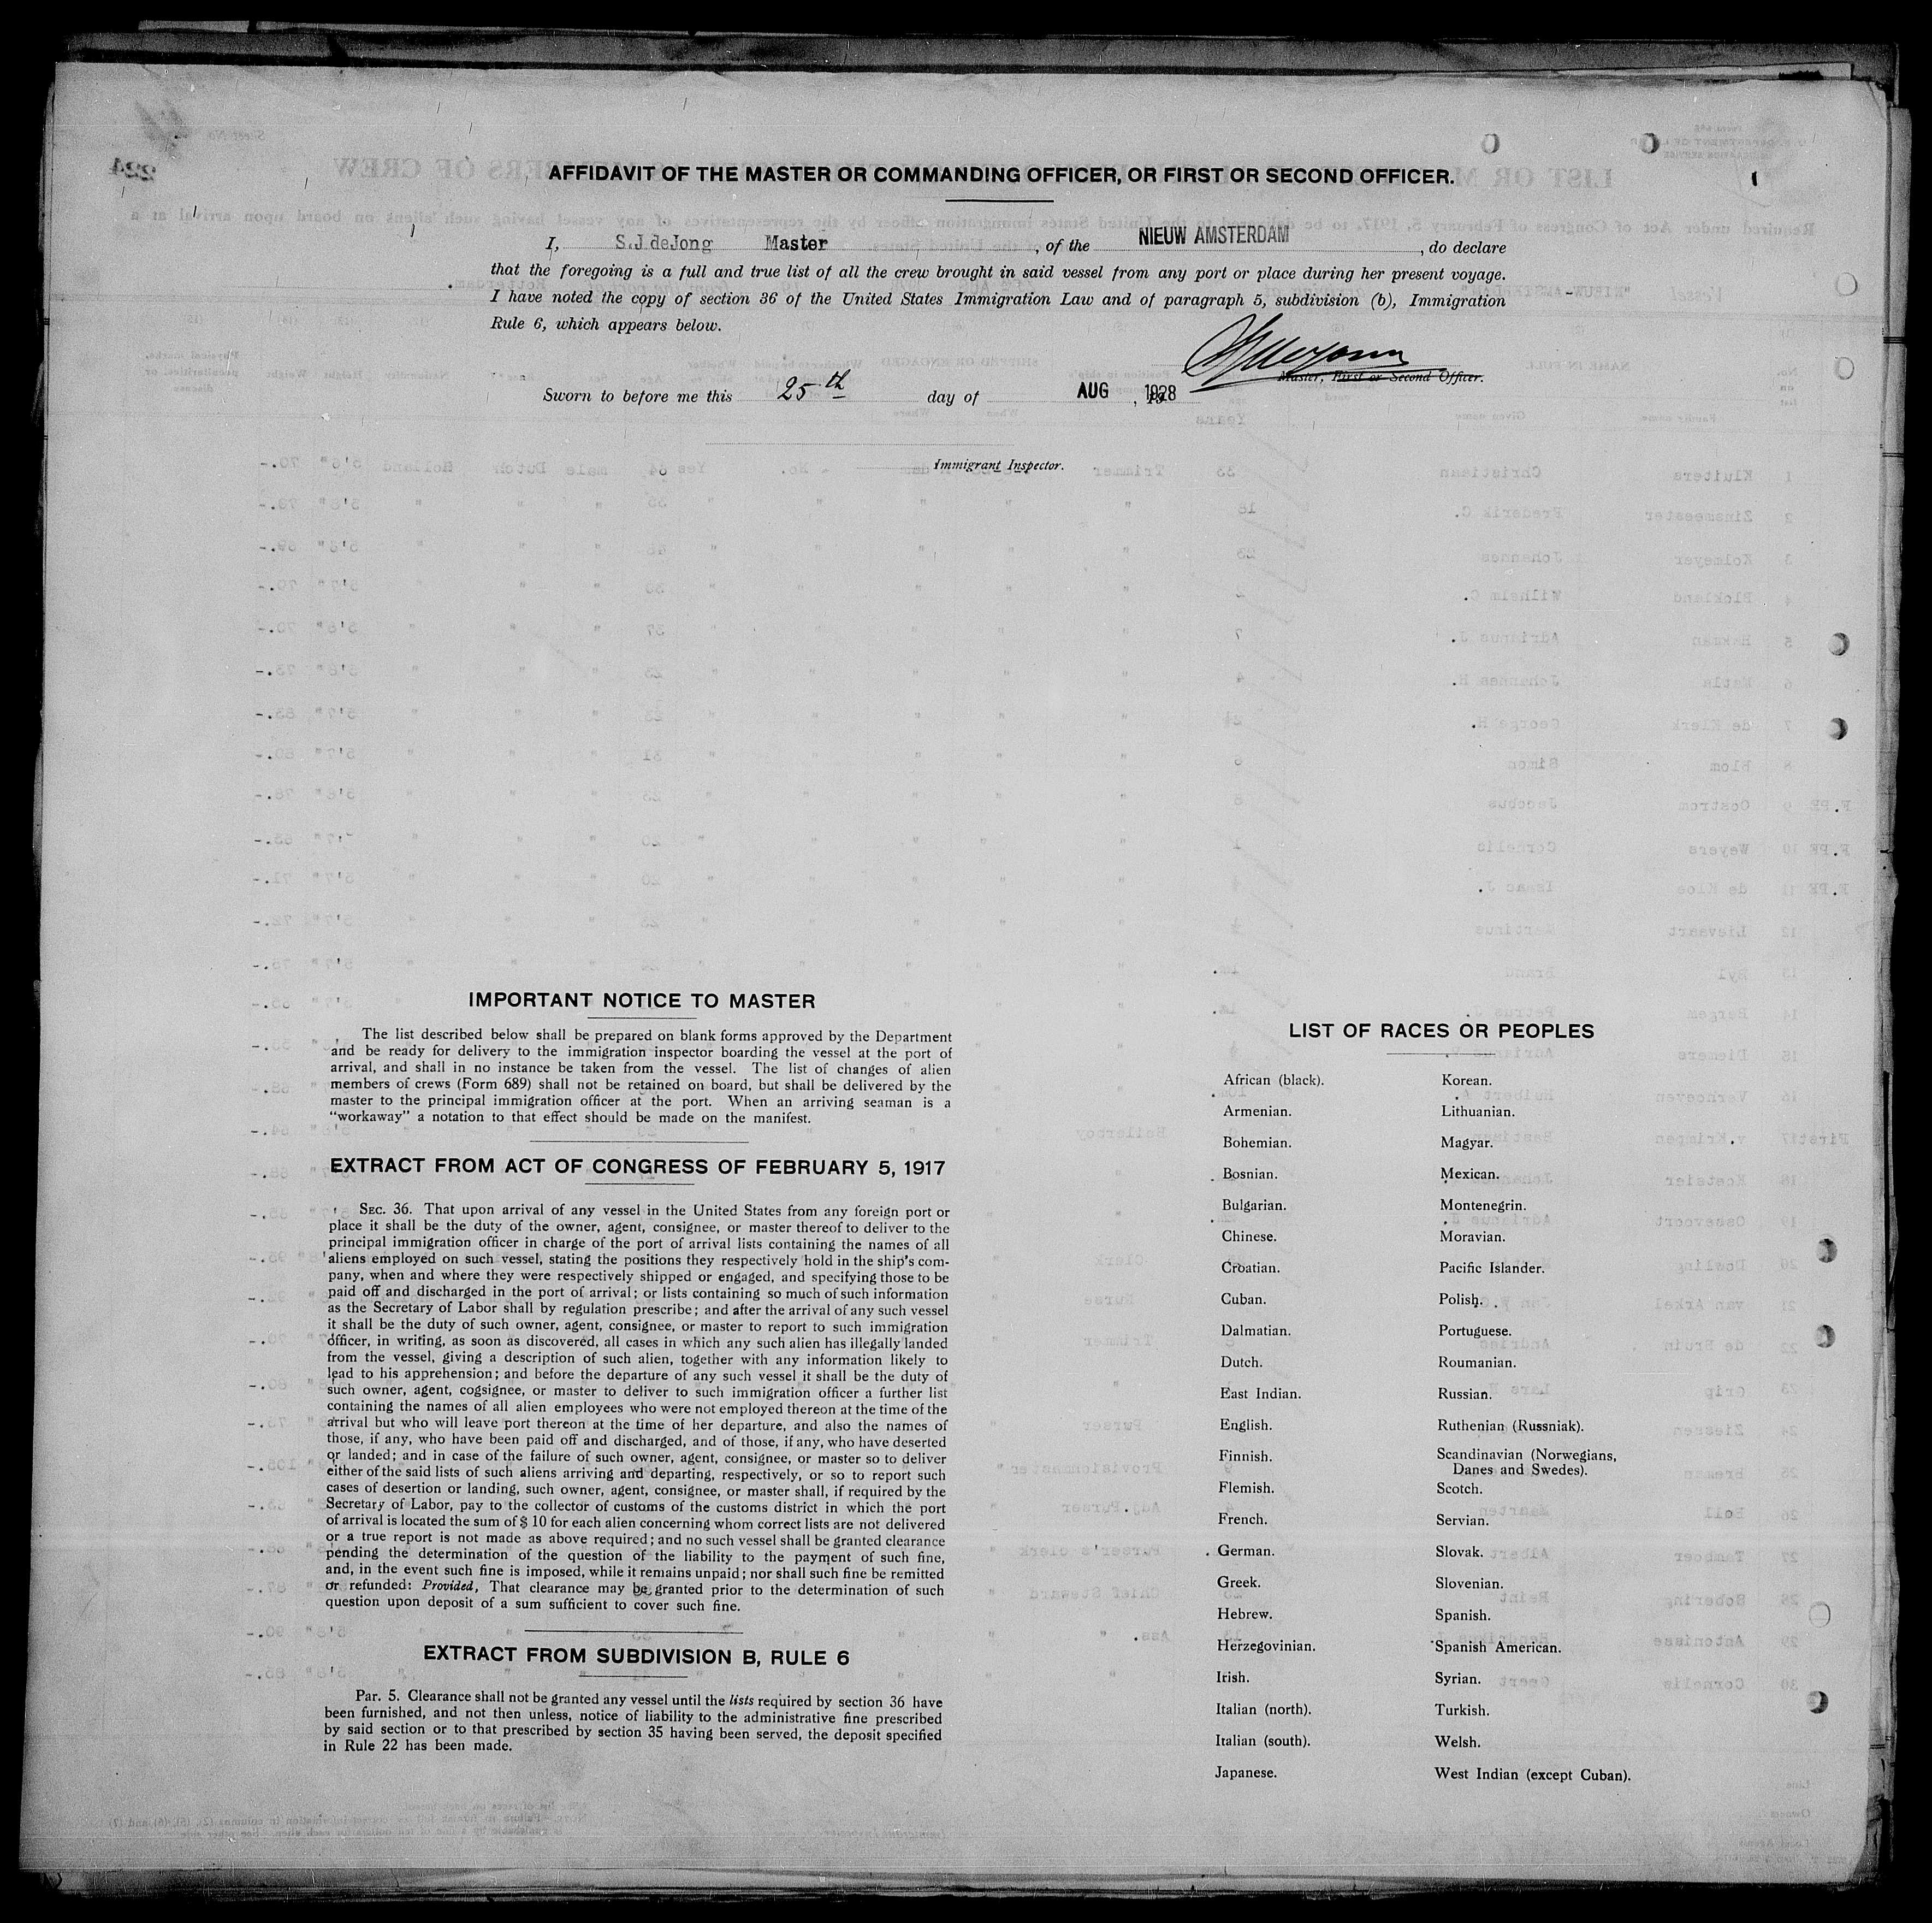 AFFIDAVIT OF THE MASTER OR COMMANDING OFFICER, OR FIRST OR SECOND OFFICER.
I, S.J.deJong Master, of the NIEUW AMSTERDAM, do declare
that the foregoing is a full and true list of all the crew brought in said vessel from any port or place during her present voyage.
I have noted the copy of section 36 of the United States Immigration Law and of paragraph 5, subdivision (b), Immigration
Rule 6, which appears below.
Master, First or Second Officer.
Sworn to before me this 25th day of AUG, 1928
Immigrant Inspector.
IMPORTANT NOTICE TO MASTER
The list described below shall be prepared on blank forms approved by the Department
and be ready for delivery to the immigration inspector boarding the vessel at the port of
arrival, and shall in no instance be taken from the vessel. The list of changes of alien
members of crews (Form 689) shall not be retained on board, but shall be delivered by the
master to the principal immigration officer at the port. When an arriving seaman is a
“workaway” a notation to that effect should be made on the manifest.
EXTRACT FROM ACT OF CONGRESS OF FEBRUARY 5, 1917
SEC. 36. That upon arrival of any vessel in the United States from any foreign port or
place it shall be the duty of the owner, agent, consignee, or master thereof to deliver to the
principal immigration officer in charge of the port of arrival lists containing the names of all
aliens employed on such vessel, stating the positions they respectively hold in the ship's com-
pany, when and where they were respectively shipped or engaged, and specifying those to be
paid off and discharged in the port of arrival; or lists containing so much of such information
as the Secretary of Labor shall by regulation prescribe; and after the arrival of any such vessel
it shall be the duty of such owner, agent, consignee, or master to report to such immigration
officer, in writing, as soon as discovered, all cases in which any such alien has illegally landed
from the vessel, giving a description of such alien, together with any information likely to
lead to his apprehension; and before the departure of any such vessel it shall be the duty of
such owner, agent, cogsignee, or master to deliver to such immigration officer a further list
containing the names of all alien employees who were not employed thereon at the time of the
arrival but who will leave port thereon at the time of her departure, and also the names of
those, if any, who have been paid off and discharged, and of those, if any, who have deserted
or landed; and in case of the failure of such owner, agent, consignee, or master so to deliver
either of the said lists of such aliens arriving and departing, respectively, or so to report such
cases of desertion or landing, such owner, agent, consignee, or master shall, if required by the
Secretary of Labor, pay to the collector of customs of the customs district in which the port
of arrival is located the sum of $ 10 for each alien concerning whom correct lists are not delivered
or a true report is not made as above required; and no such vessel shall be granted clearance
pending the determination of the question of the liability to the payment of such fine,
and, in the event such fine is imposed, while it remains unpaid; nor shall such fine be remitted
or refunded: Provided, That clearance may be granted prior to the determination of such
question upon deposit of a sum sufficient to cover such fine.
EXTRACT FROM SUBDIVISION B, RULE 6
Par. 5. Clearance shall not be granted any vessel until the lists required by section 36 have
been furnished, and not then unless, notice of liability to the administrative fine prescribed
by said section or to that prescribed by section 35 having been served, the deposit specified
in Rule 22 has been made.
LIST OF RACES OR PEOPLES
African (black).
Armenian.
Bohemian.
Bosnian.
Bulgarian.
Chinese.
Croatian.
Cuban.
Dalmatian.
Dutch.
East Indian.
English.
Finnish.
Flemish.
French.
German.
Greek.
Hebrew.
Herzegovinian.
Irish.
Italian (north).
Italian (south).
Japanese.
Korean.
Lithuanian.
Magyar.
Mexican.
Montenegrin.
Moravian.
Pacific Islander.
Polish.
Portuguese.
Roumanian.
Russian.
Ruthenian (Russniak).
Scandinavian (Norwegians,
Danes and Swedes).
Scotch.
Servian.
Slovak.
Slovenian.
Spanish.
Spanish American.
Syrian.
Turkish.
Welsh.
West Indian (except Cuban).